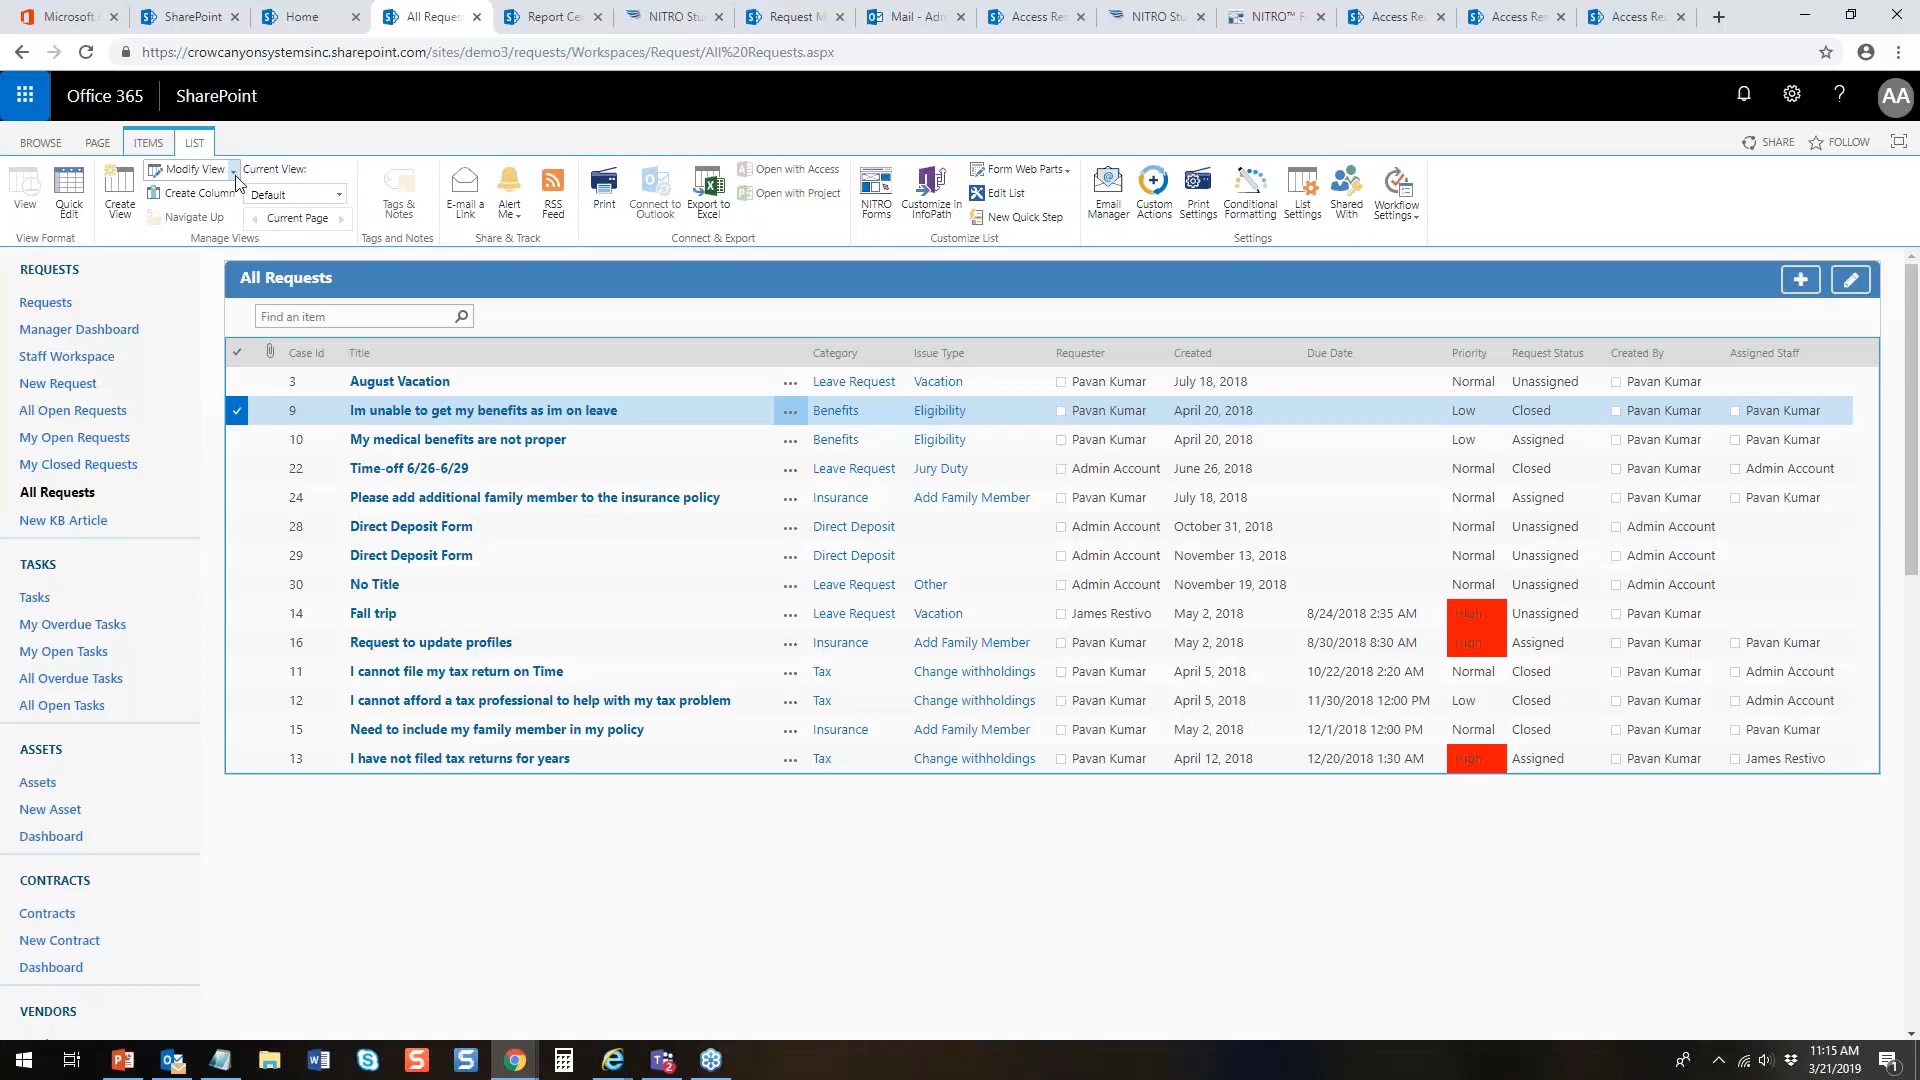 Microsoft
SharePoint
Home
All Reques
Report Ce
NITRO Stu
Request M
Mail - Adm
Access Re
NITRO Stu
NITRO™ F
Access Re
Access Re
Access Re
https://crowcanyonsystemsinc.sharepoint.com/sites/demo3/requests/Workspaces/Request/All%20Requests.aspx
Office 365 SharePoint
AA
BROWSE PAGE ITEMS LIST SHARE FOLLOW
View
Quick Edit
View Format
Create View
Modify View
Create Column
Navigate Up
Current View:
Default
Current Page
Manage Views
Tags & Notes
Tags and Notes
E-mail a Link
Alert Me
RSS Feed
Share & Track
Print
Connect to Outlook
Export to Excel
Open with Access
Open with Project
Connect & Export
NITRO Forms
Customize in InfoPath
Form Web Parts
Edit List
New Quick Step
Customize List
Email Manager
Custom Actions
Print Settings
Conditional Formatting
List Settings
Shared With
Workflow Settings
Settings
REQUESTS
Requests
Manager Dashboard
Staff Workspace
New Request
All Open Requests
My Open Requests
My Closed Requests
All Requests
New KB Article
TASKS
Tasks
My Overdue Tasks
My Open Tasks
All Overdue Tasks
All Open Tasks
ASSETS
Assets
New Asset
Dashboard
CONTRACTS
Contracts
New Contract
Dashboard
VENDORS
All Requests
Find an item
Case Id Title Category Issue Type Requester Created Due Date Priority Request Status Created By Assigned Staff
3 August Vacation ... Leave Request Vacation Pavan Kumar July 18, 2018 Normal Unassigned Pavan Kumar
9 Im unable to get my benefits as im on leave ... Benefits Eligibility Pavan Kumar April 20, 2018 Low Closed Pavan Kumar Pavan Kumar
10 My medical benefits are not proper ... Benefits Eligibility Pavan Kumar April 20, 2018 Low Assigned Pavan Kumar Pavan Kumar
22 Time-off 6/26-6/29 ... Leave Request Jury Duty Admin Account June 26, 2018 Normal Closed Pavan Kumar Admin Account
24 Please add additional family member to the insurance policy ... Insurance Add Family Member Pavan Kumar July 18, 2018 Normal Assigned Pavan Kumar Pavan Kumar
28 Direct Deposit Form ... Direct Deposit Admin Account October 31, 2018 Normal Unassigned Admin Account
29 Direct Deposit Form ... Direct Deposit Admin Account November 13, 2018 Normal Unassigned Admin Account
30 No Title ... Leave Request Other Admin Account November 19, 2018 Normal Unassigned Admin Account
14 Fall trip ... Leave Request Vacation James Restivo May 2, 2018 8/24/2018 2:35 AM High Unassigned Pavan Kumar
16 Request to update profiles ... Insurance Add Family Member Pavan Kumar May 2, 2018 8/30/2018 8:30 AM High Assigned Pavan Kumar Pavan Kumar
11 I cannot file my tax return on Time ... Tax Change withholdings Pavan Kumar April 5, 2018 10/22/2018 2:20 AM Normal Closed Pavan Kumar Admin Account
12 I cannot afford a tax professional to help with my tax problem ... Tax Change withholdings Pavan Kumar April 5, 2018 11/30/2018 12:00 PM Low Closed Pavan Kumar Admin Account
15 Need to include my family member in my policy ... Insurance Add Family Member Pavan Kumar May 2, 2018 12/1/2018 12:00 PM Normal Closed Pavan Kumar Pavan Kumar
13 I have not filed tax returns for years ... Tax Change withholdings Pavan Kumar April 12, 2018 12/20/2018 1:30 AM High Assigned Pavan Kumar James Restivo
11:15 AM
3/21/2019